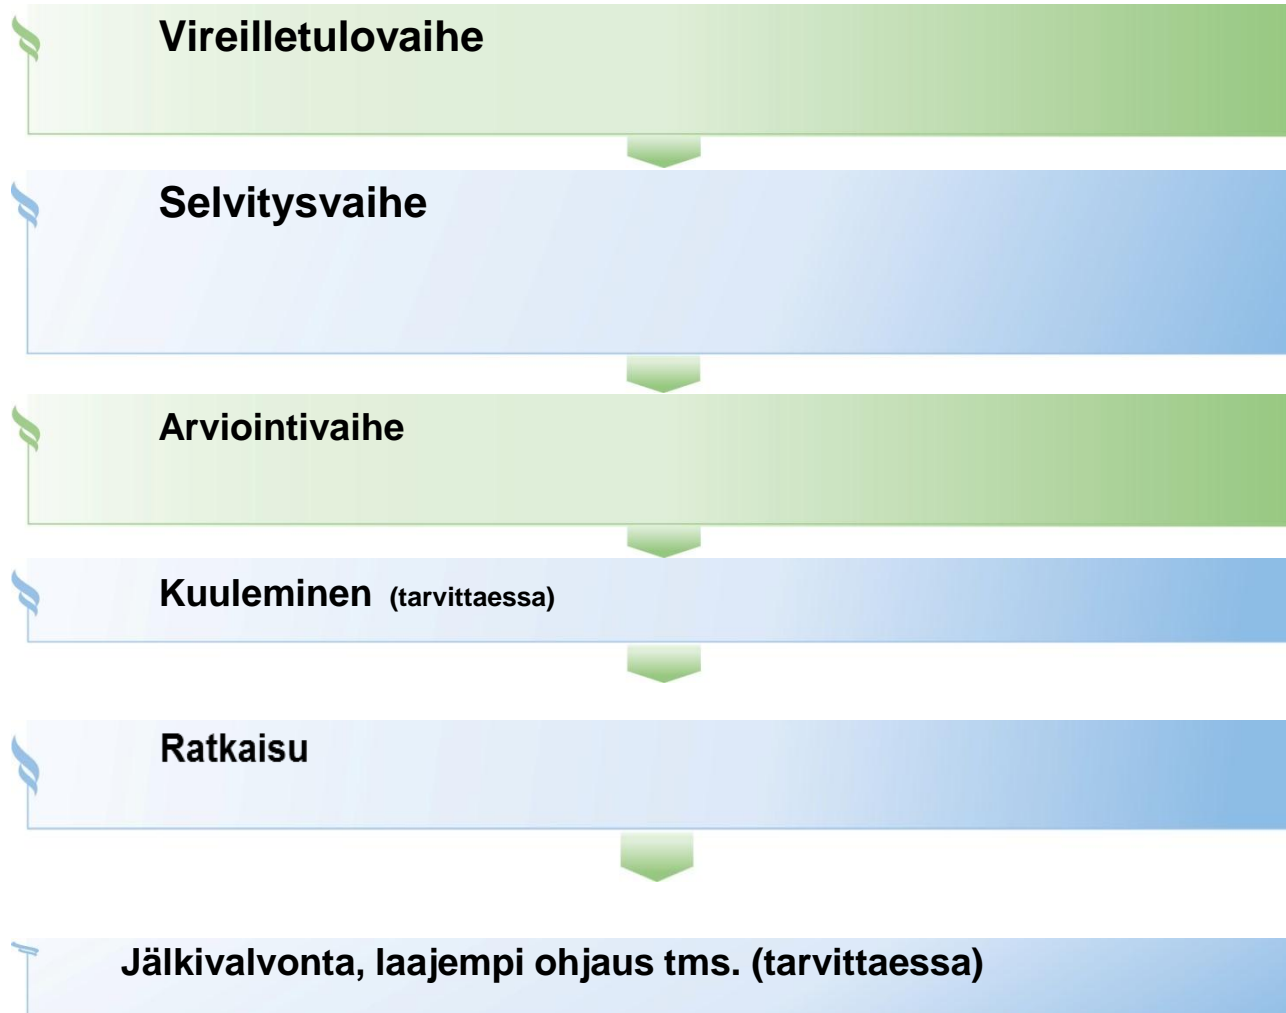 Vireilletulovaihe
Selvitysvaihe
Arviointivaihe
Kuuleminen (tarvittaessa)
Ratkaisu
Jälkivalvonta, laajempi ohjaus tms. (tarvittaessa)